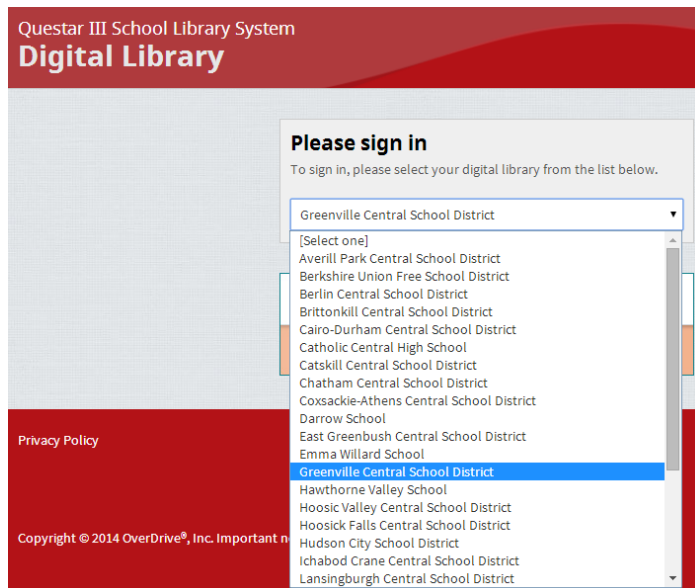 Questar III School Library System
Digital Library
Please sign in
To sign in, please select your digital library from the list below.
Greenville Central School District
[Select one]
Averill Park Central School District
Berkshire Union Free School District
Berlin Central School District
Brittonkill Central School District
Cairo-Durham Central School District
Catholic Central High School
Catskill Central School District
Chatham Central School District
Coxsackie-Athens Central School District
Darrow School
East Greenbush Central School District
Emma Willard School
Greenville Central School District
Hawthorne Valley School
Hoosic Valley Central School District
Hoosick Falls Central School District
Hudson City School District
Ichabod Crane Central School District
Lansingburgh Central School District
Privacy Policy
Copyright © 2014 OverDrive®, Inc. Important n